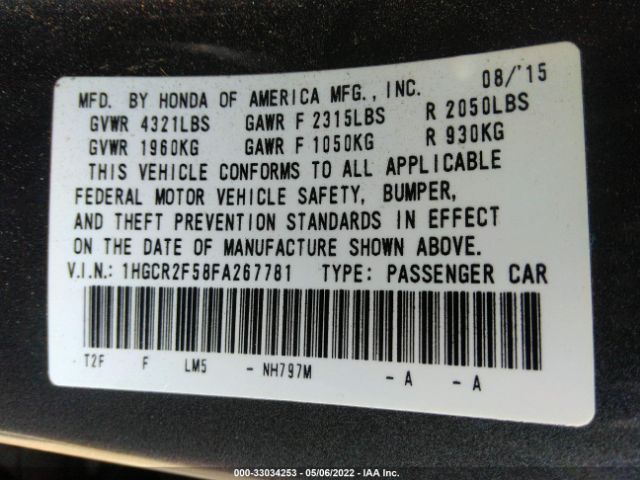 MFD. BY HONDA OF AMERICA MFG., INC. 08/'15
GVWR 4321LBS GAWR F 2315LBS R 2050LBS
GVWR 1960KG GAWR F 1050KG R 930KG
THIS VEHICLE CONFORMS TO ALL APPLICABLE
FEDERAL MOTOR VEHICLE SAFETY, BUMPER,
AND THEFT PREVENTION STANDARDS IN EFFECT
ON THE DATE OF MANUFACTURE SHOWN ABOVE.
V.I.N.: 1HGCR2F58FA267781 TYPE: PASSENGER CAR
T2F F LM5 - NH797M - A - A
000-33034253 - 05/06/2022 - IAA Inc.